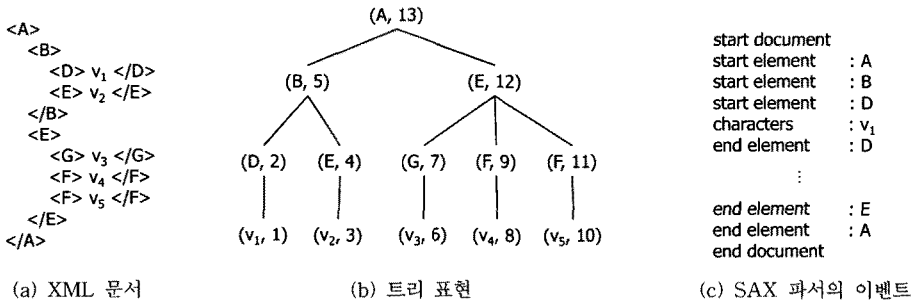 <A>
<B>
<D> v₁ </D>
<E> v₂ </E>
</B>
<E>
<G> v₃ </G>
<F> v₄ </F>
<F> v₅ </F>
</E>
</A>
(a) XML 문서
(A, 13)
(B, 5) (E, 12)
(D, 2) (E, 4) (G, 7) (F, 9) (F, 11)
(v₁, 1) (v₂, 3) (v₃, 6) (v₄, 8) (v₅, 10)
(b) 트리 표현
start document
start element : A
start element : B
start element : D
characters : v₁
end element : D
⋮
end element : E
end element : A
end document
(c) SAX 파서의 이벤트